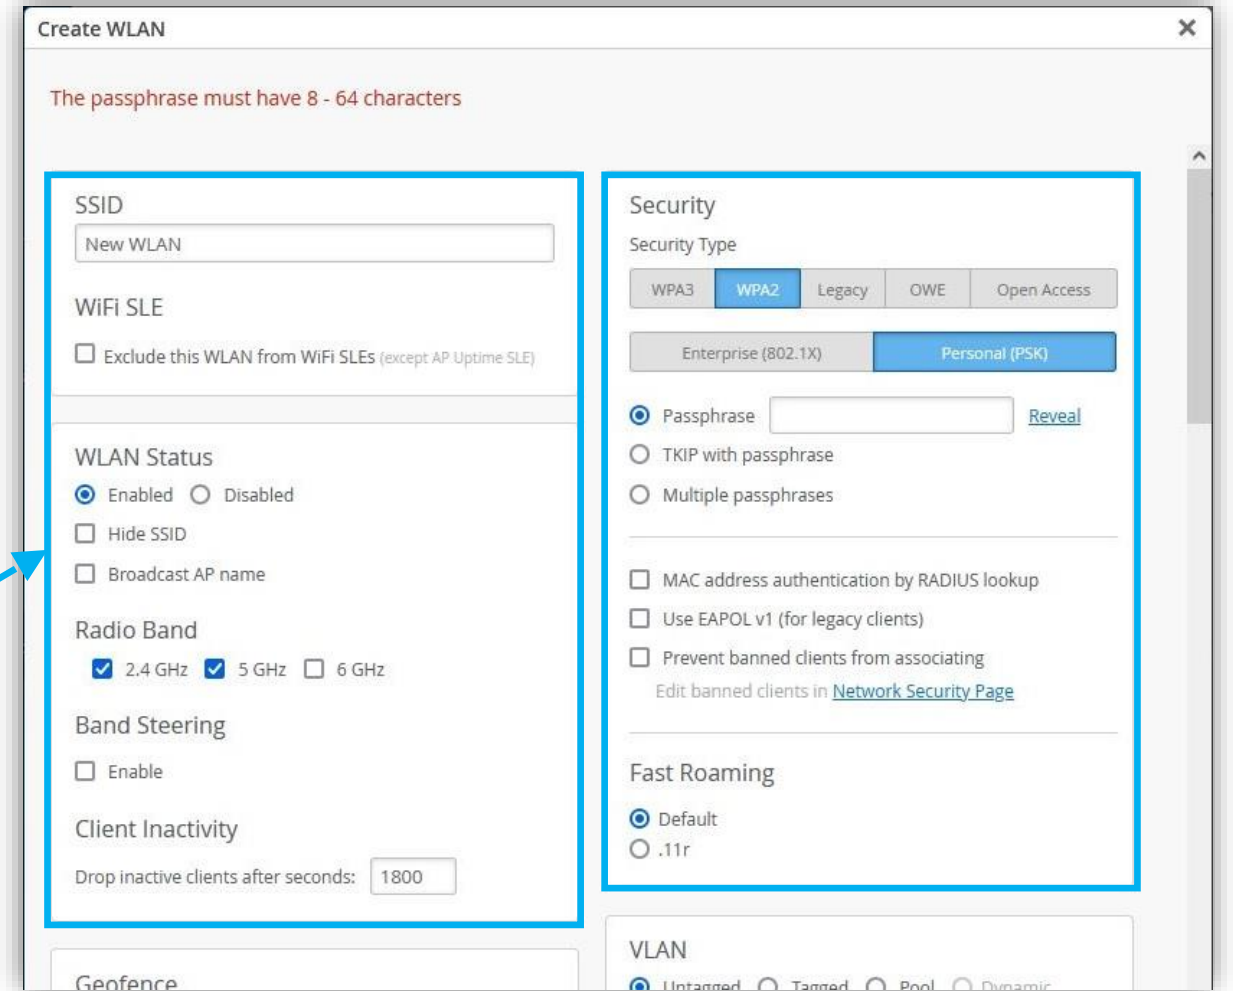 Create WLAN
The passphrase must have 8 - 64 characters
SSID
New WLAN
WiFi SLE
Exclude this WLAN from WiFi SLEs (except AP Uptime SLE)
WLAN Status
Enabled Disabled
Hide SSID
Broadcast AP name
Radio Band
2.4 GHz 5 GHz 6 GHz
Band Steering
Enable
Client Inactivity
Drop inactive clients after seconds: 1800
Geofence
Security
Security Type
WPA3 WPA2 Legacy OWE Open Access
Enterprise (802.1X) Personal (PSK)
Passphrase Reveal
TKIP with passphrase
Multiple passphrases
MAC address authentication by RADIUS lookup
Use EAPOL v1 (for legacy clients)
Prevent banned clients from associating
Edit banned clients in Network Security Page
Fast Roaming
Default
.11r
VLAN
Untagged Tagged Pool Dynamic